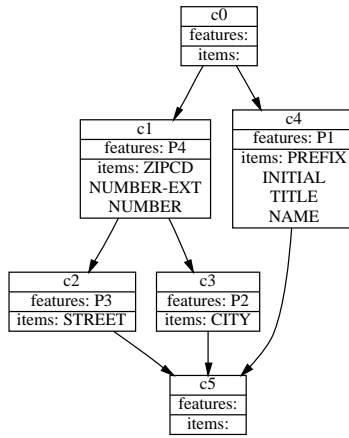 c0
features:
items:
c1
features: P4
items: ZIPCD
NUMBER-EXT
NUMBER
c4
features: P1
items: PREFIX
INITIAL
TITLE
NAME
c2
features: P3
items: STREET
c3
features: P2
items: CITY
c5
features:
items: